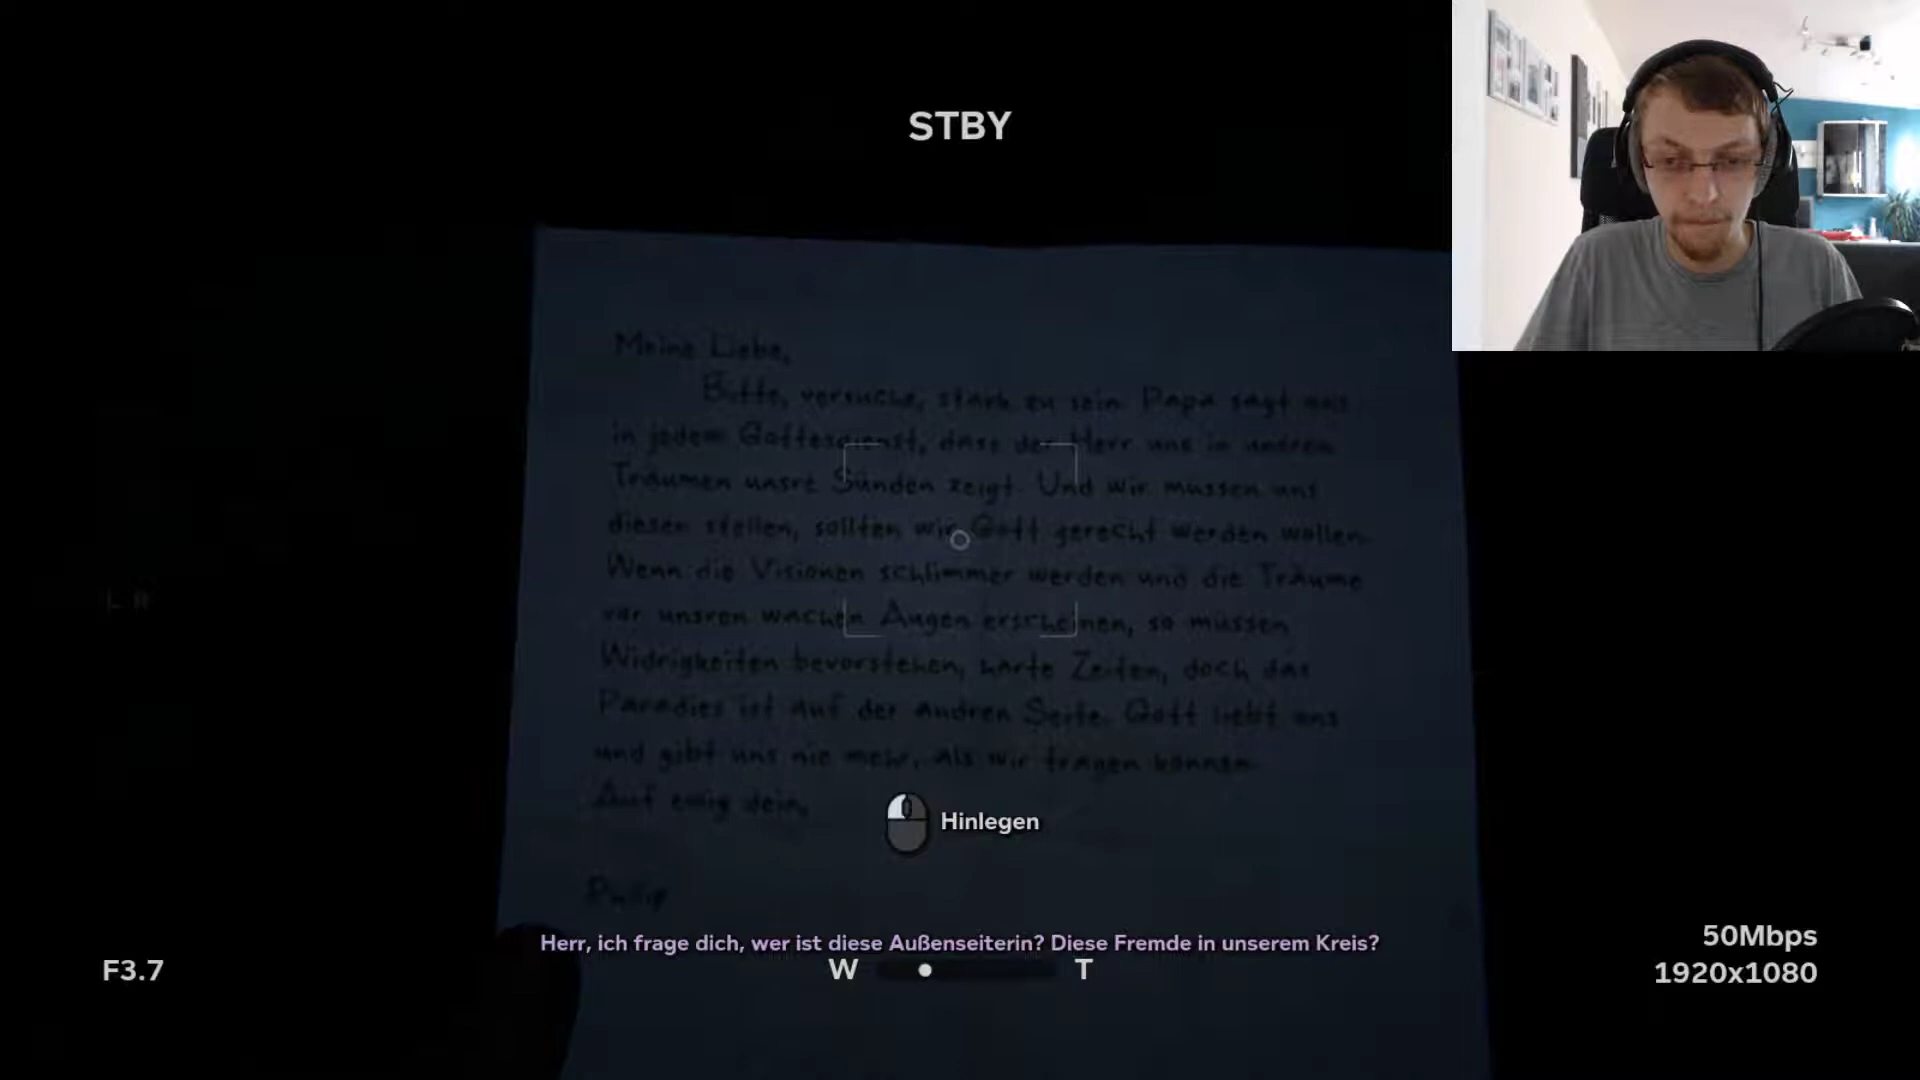 STBY
Meine Liebe,
Bitte, versuche, stark zu sein. Papa sagt uns
in jedem Gottesdienst, dass der Herr uns in unsren
Träumen unsre Sünden zeigt. Und wir müssen uns
diesen stellen, sollten wir Gott gerecht werden wollen.
Wenn die Visionen schlimmer werden und die Träume
vor unsren wachen Augen erscheinen, so müssen
Widrigkeiten bevorstehen, harte Zeiten, doch das
Paradies ist auf der andren Seite. Gott liebt uns
und gibt uns nie mehr, als wir tragen können.
Auf ewig dein,
Philip
L R
Hinlegen
Herr, ich frage dich, wer ist diese Außenseiterin? Diese Fremde in unserem Kreis?
W T
F3.7
50Mbps
1920x1080